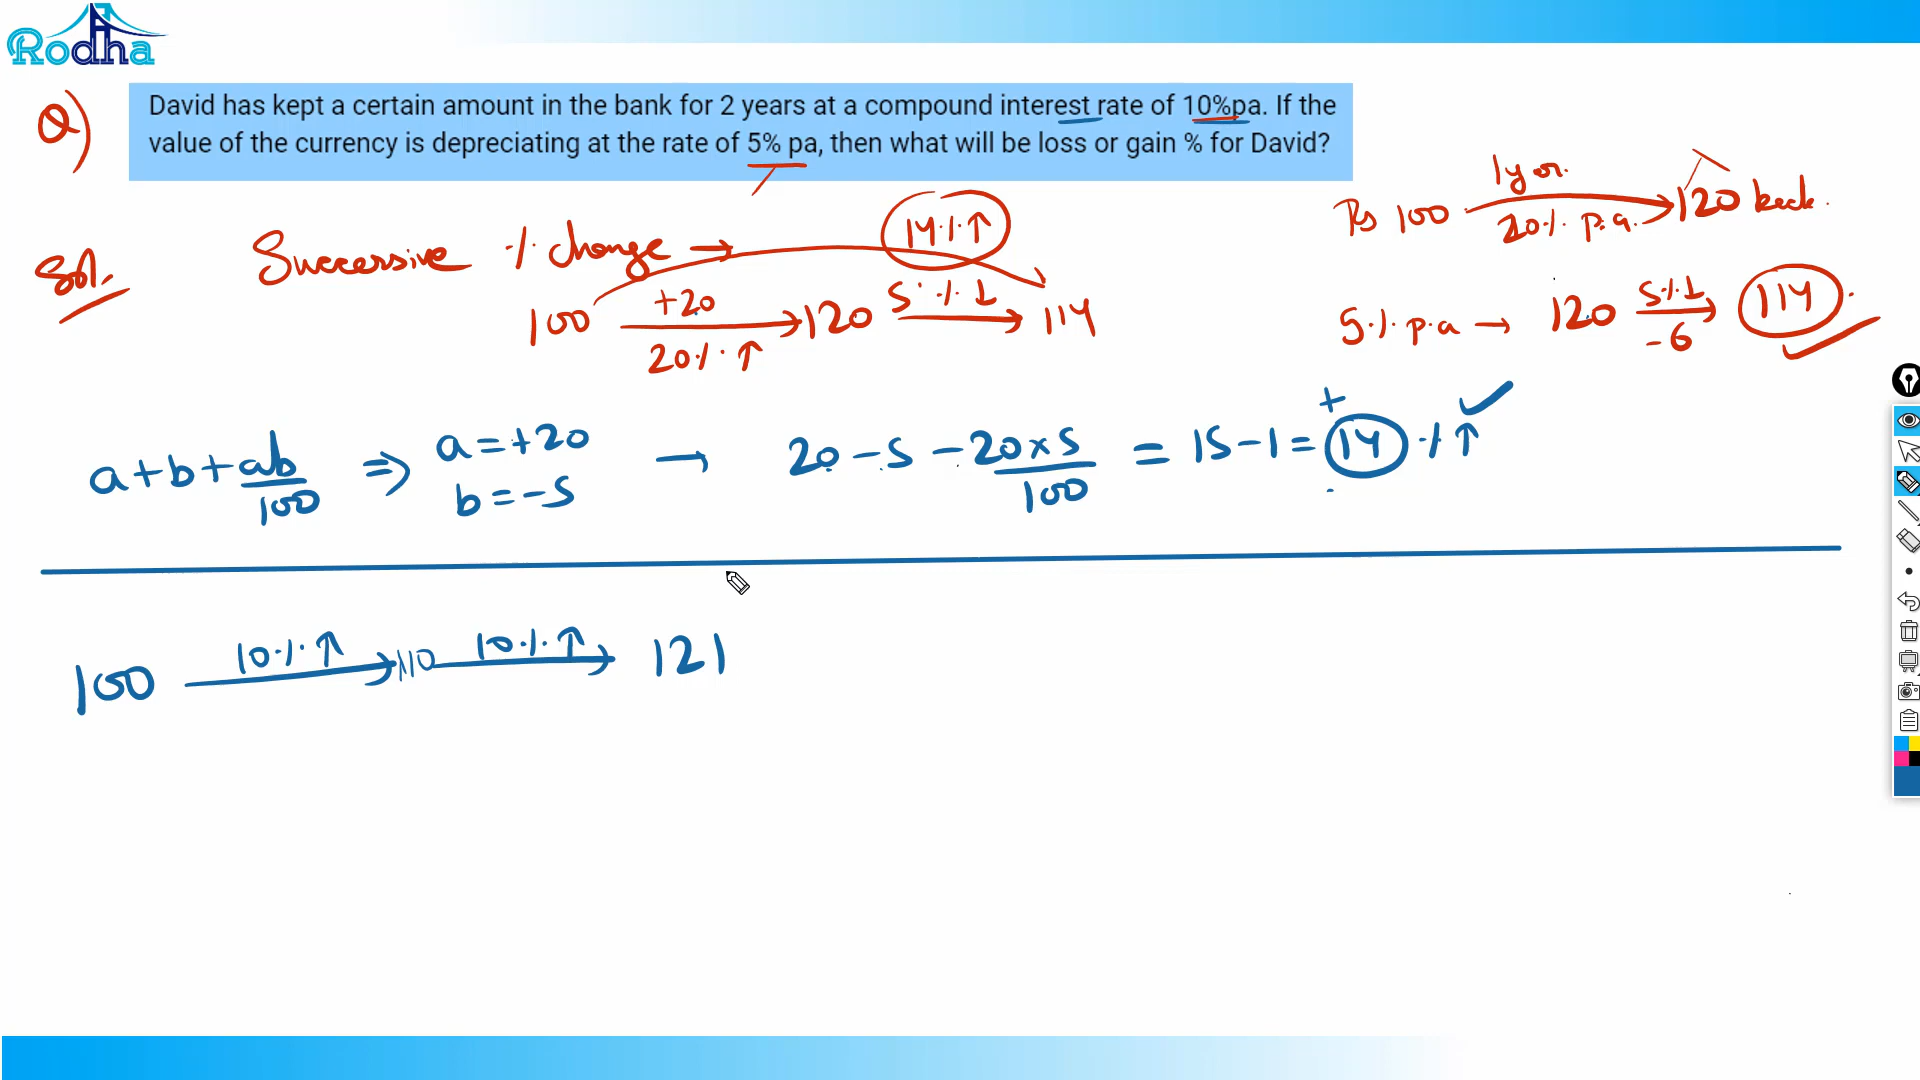 Rodha
Q)
David has kept a certain amount in the bank for 2 years at a compound interest rate of 10%pa. If the
value of the currency is depreciating at the rate of 5% pa, then what will be loss or gain % for David?
Sol.
Successive % change →
14% ↑
100 +20 → 120 5% ↓ → 114
20% ↑
1 year.
Rs 100 → 120 back.
20% p.a.
5% p.a → 120 5% ↓ → 114.
-6
a + b + ab/100 ⇒ a = +20
b = -5
→ 20 - 5 - 20×5/100 = 15 - 1 = +14 % ↑ ✓
100 10% ↑ → 110 10% ↑ → 121